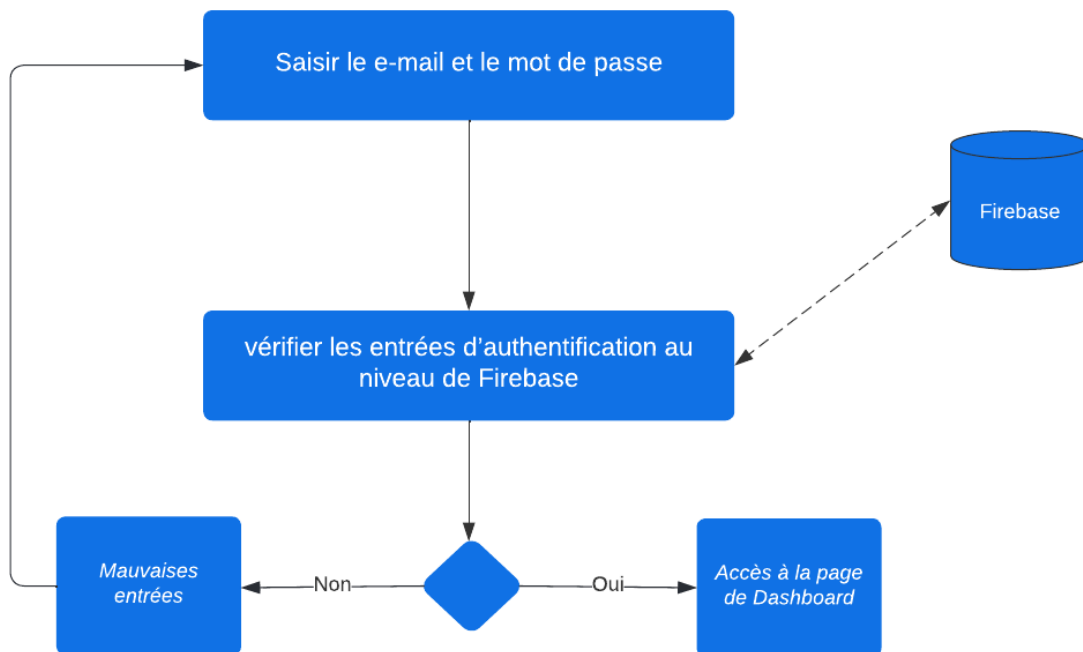 Saisir le e-mail et le mot de passe
Firebase
vérifier les entrées d’authentification au
niveau de Firebase
Mauvaises
entrées
Non
Oui
Accès à la page
de Dashboard